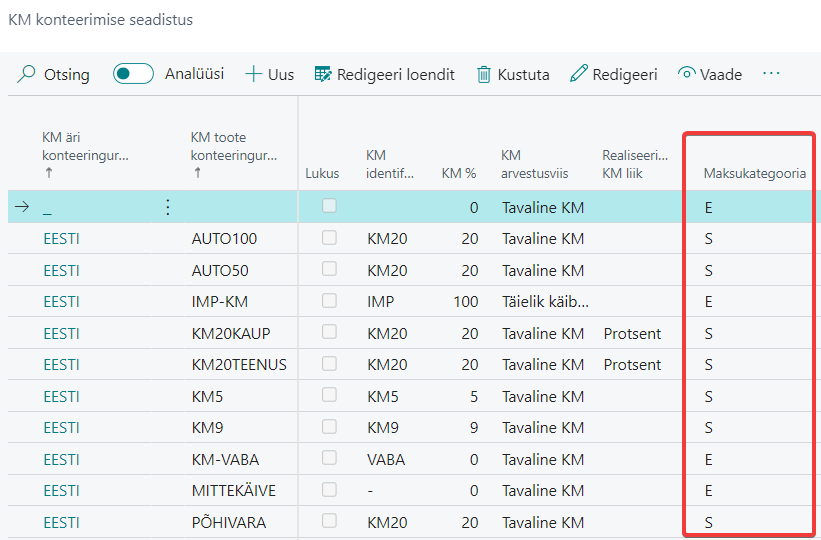 KM konteerimise seadistus
Otsing Analüüsi Uus Redigeeri loendit Kustuta Redigeeri Vaade ...
KM äri konteeringur... ↑ KM toote konteeringur... ↑ Lukus KM identif... KM % KM arvestusviis Realiseeri... KM liik Maksukategooria
→ _ ⋮ 0 Tavaline KM E
EESTI AUTO100 KM20 20 Tavaline KM S
EESTI AUTO50 KM20 20 Tavaline KM S
EESTI IMP-KM IMP 100 Täielik käib... E
EESTI KM20KAUP KM20 20 Tavaline KM Protsent S
EESTI KM20TEENUS KM20 20 Tavaline KM Protsent S
EESTI KM5 KM5 5 Tavaline KM S
EESTI KM9 KM9 9 Tavaline KM S
EESTI KM-VABA VABA 0 Tavaline KM E
EESTI MITTEKÄIVE - 0 Tavaline KM E
EESTI PÕHIVARA KM20 20 Tavaline KM S